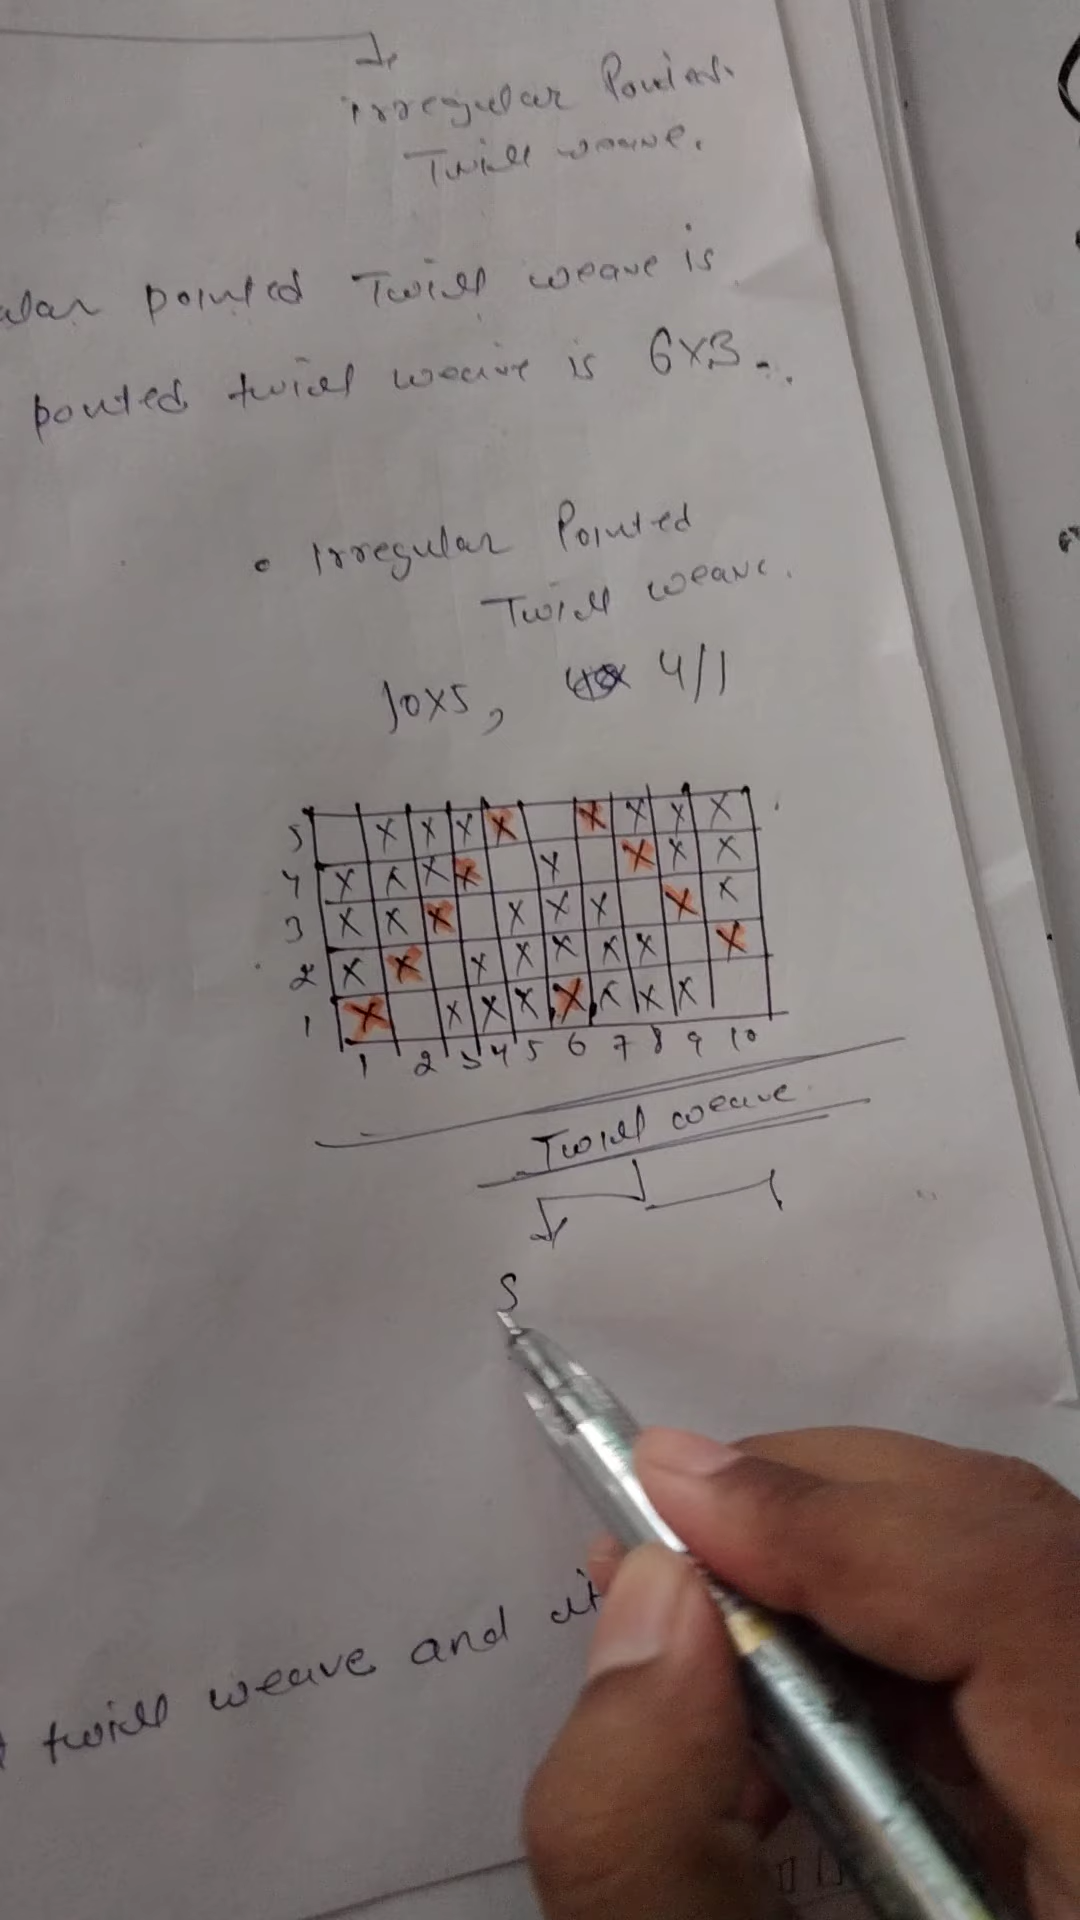 irregular
Twill weave.
pointed Twill weave is
pouted twill weave is 6x3
• Irregular Pointed
Twill weave.
10x5, 4/1
5 X X X X X X X X
4 X X X X X X X X
3 X X X X X X X X
2 X X X X X X X X
1 X X X X X X X X
1 2 3 4 5 6 7 8 9 10
Twill weave
S
twill weave and